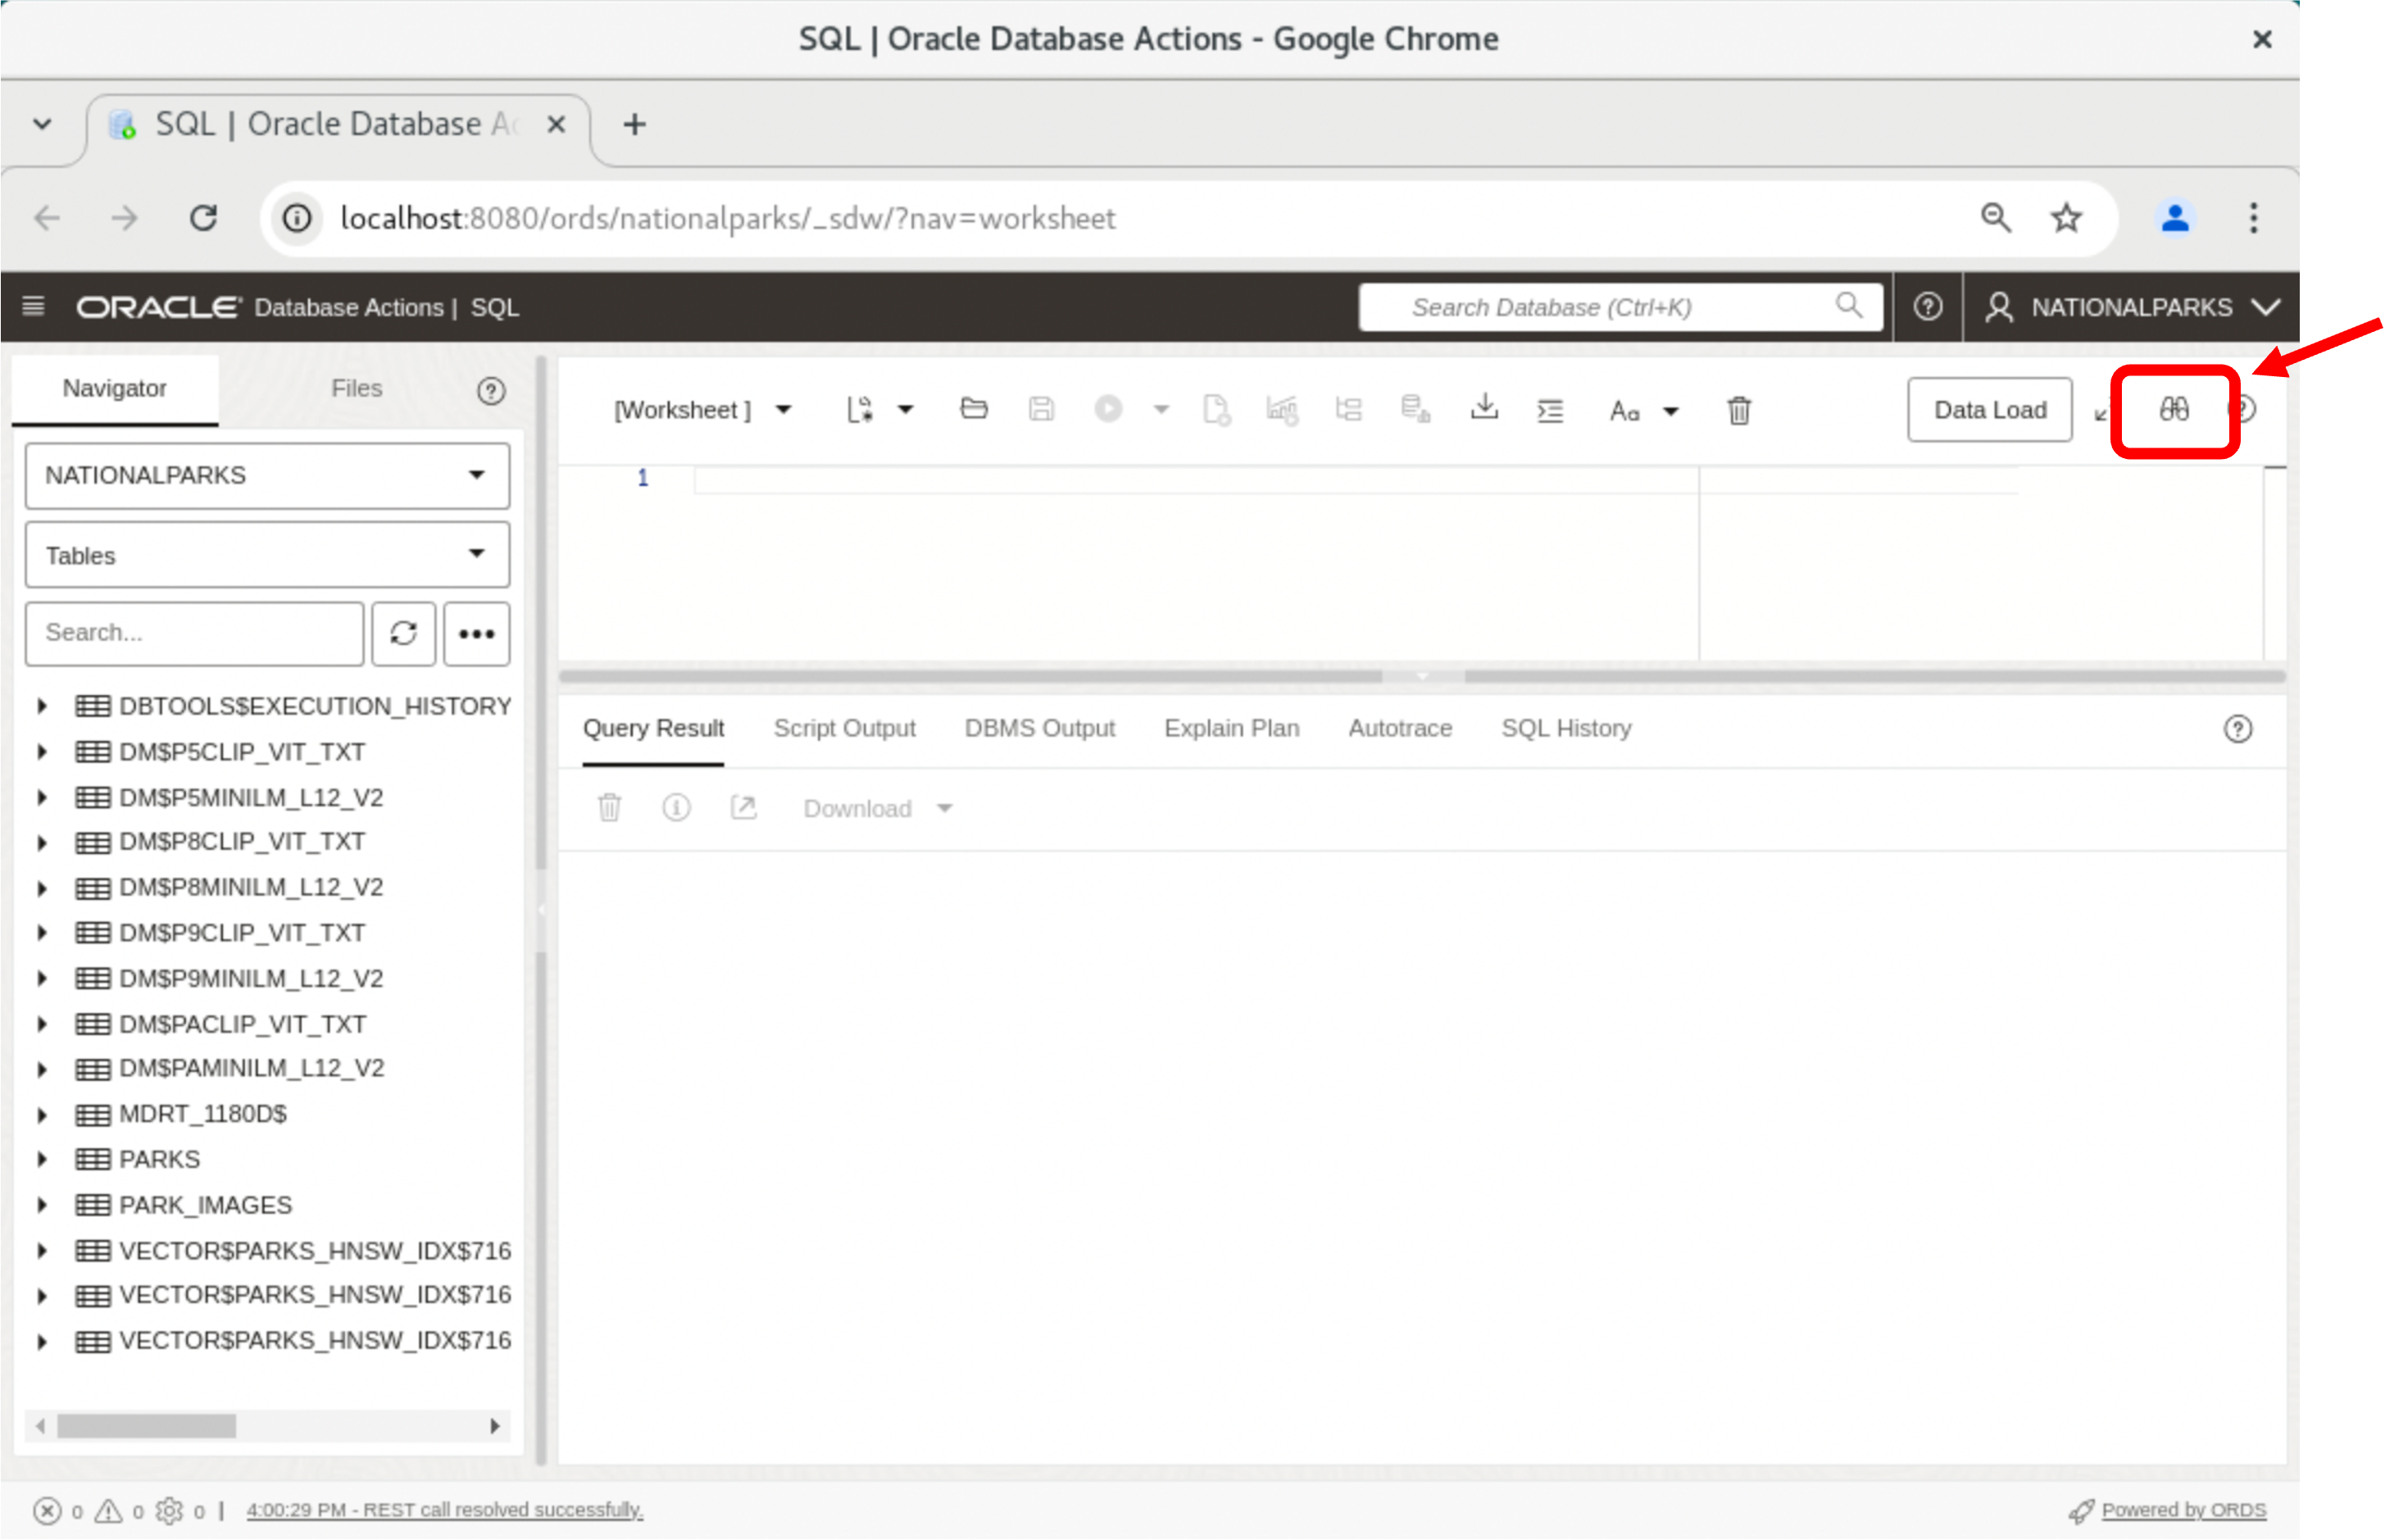 SQL | Oracle Database Actions - Google Chrome
SQL | Oracle Database Ac
localhost:8080/ords/nationalparks/_sdw/?nav=worksheet
ORACLE Database Actions | SQL
Search Database (Ctrl+K)
NATIONALPARKS
Navigator
Files
[Worksheet ]
Aa
Data Load
NATIONALPARKS
1
Tables
Search...
DBTOOLS$EXECUTION_HISTORY
DM$P5CLIP_VIT_TXT
DM$P5MINILM_L12_V2
DM$P8CLIP_VIT_TXT
DM$P8MINILM_L12_V2
DM$P9CLIP_VIT_TXT
DM$P9MINILM_L12_V2
DM$PACLIP_VIT_TXT
DM$PAMINILM_L12_V2
MDRT_1180D$
PARKS
PARK_IMAGES
VECTOR$PARKS_HNSW_IDX$716
VECTOR$PARKS_HNSW_IDX$716
VECTOR$PARKS_HNSW_IDX$716
Query Result
Script Output
DBMS Output
Explain Plan
Autotrace
SQL History
Download
0 0 0 | 4:00:29 PM - REST call resolved successfully.
Powered by ORDS